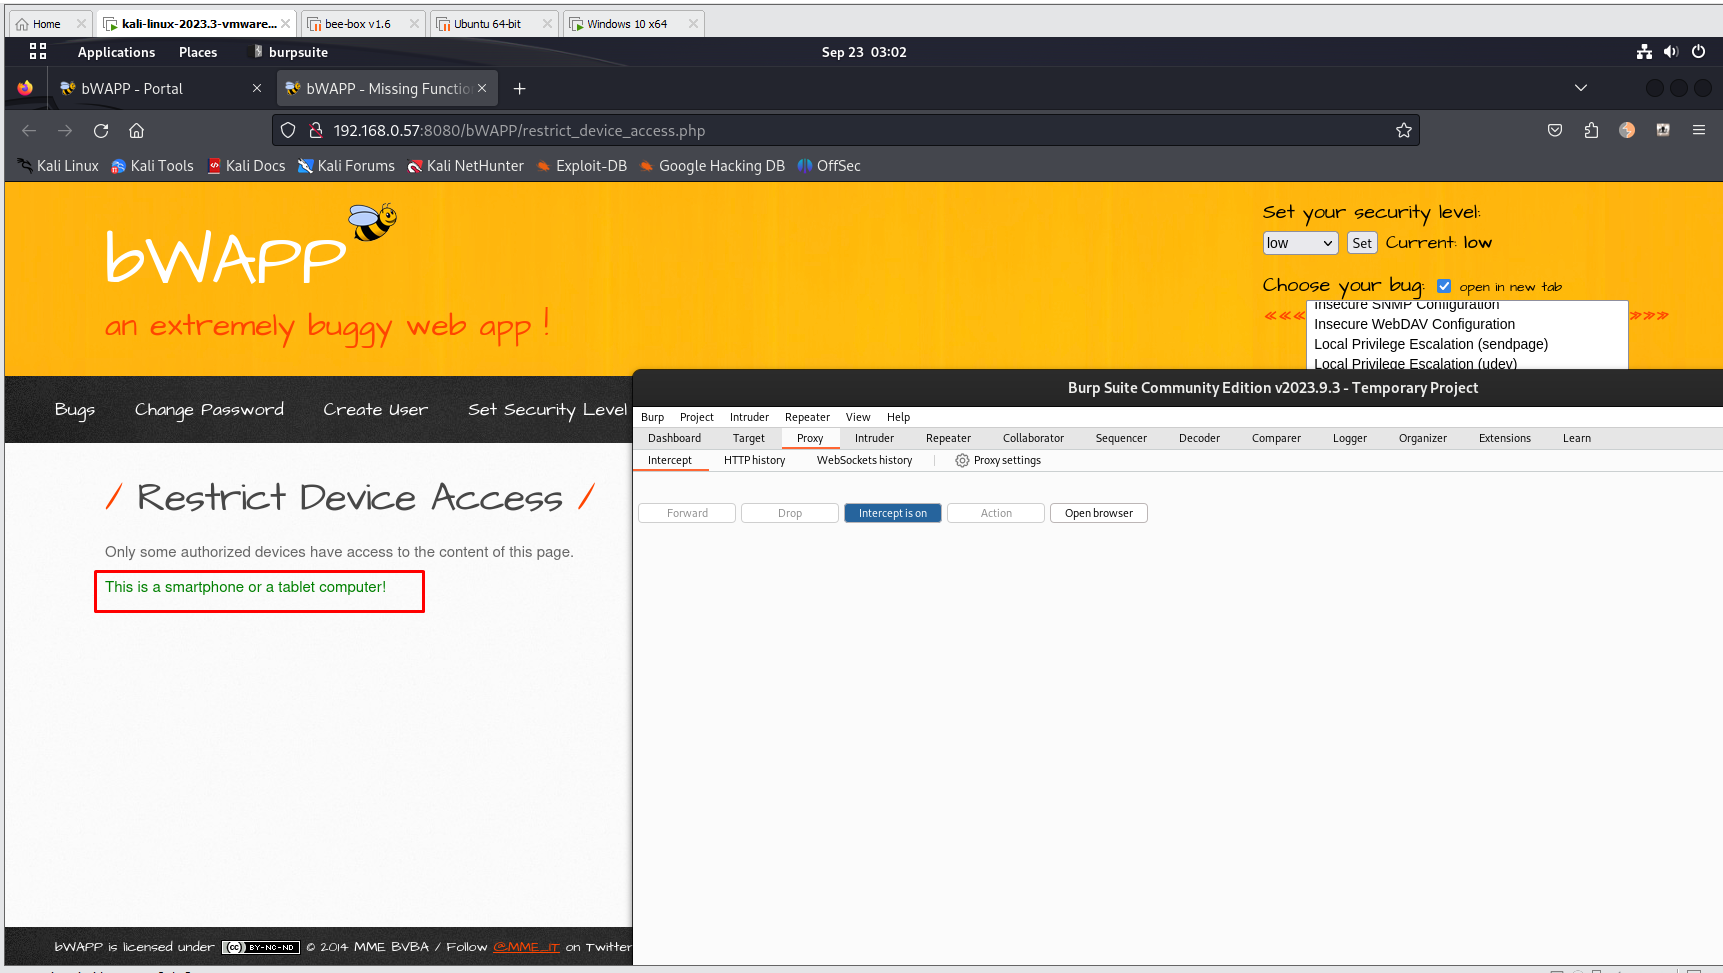 Home
kali-linux-2023.3-vmware...
bee-box v1.6
Ubuntu 64-bit
Windows 10 x64
Applications Places burpsuite Sep 23 03:02
bWAPP - Portal
bWAPP - Missing Functio
192.168.0.57:8080/bWAPP/restrict_device_access.php
Kali Linux Kali Tools Kali Docs Kali Forums Kali NetHunter Exploit-DB Google Hacking DB OffSec
bWAPP
an extremely buggy web app !
Set your security level:
low Set Current: low
Choose your bug: open in new tab
Insecure SNMP Configuration
Insecure WebDAV Configuration
Local Privilege Escalation (sendpage)
Local Privilege Escalation (udev)
Bugs Change Password Create User Set Security Level
/ Restrict Device Access /
Only some authorized devices have access to the content of this page.
This is a smartphone or a tablet computer!
Burp Suite Community Edition v2023.9.3 - Temporary Project
Burp Project Intruder Repeater View Help
Dashboard Target Proxy Intruder Repeater Collaborator Sequencer Decoder Comparer Logger Organizer Extensions Learn
Intercept HTTP history WebSockets history Proxy settings
Forward Drop Intercept is on Action Open browser
bWAPP is licensed under (cc) BY-NC-ND © 2014 MME BVBA / Follow @MME_IT on Twitter